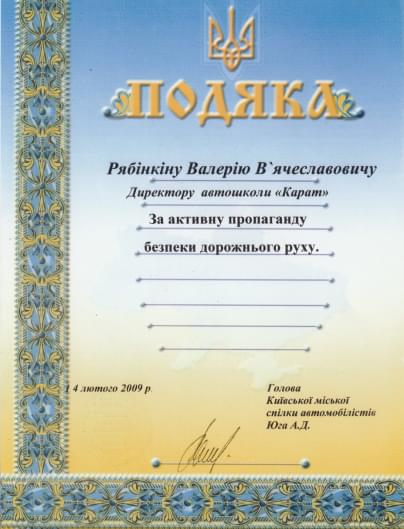 ПОДЯКА
Рябінкіну Валерію В`ячеславовичу
Директору автошколи «Карат»
За активну пропаганду
безпеки дорожнього руху.
14 лютого 2009 р
Голова
Київської міської
спілки автомобілістів
Юга А.Д.